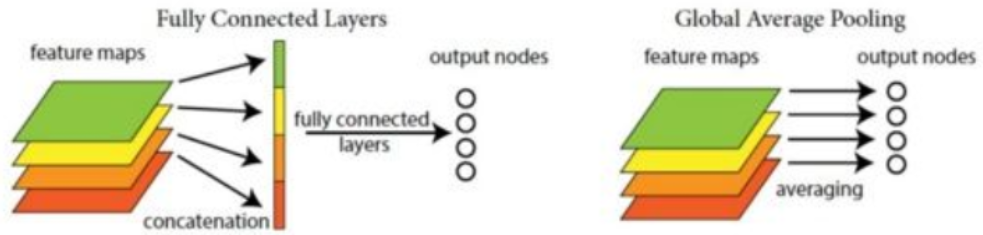 Fully Connected Layers
feature maps
output nodes
fully connected
layers
concatenation
Global Average Pooling
feature maps
output nodes
averaging